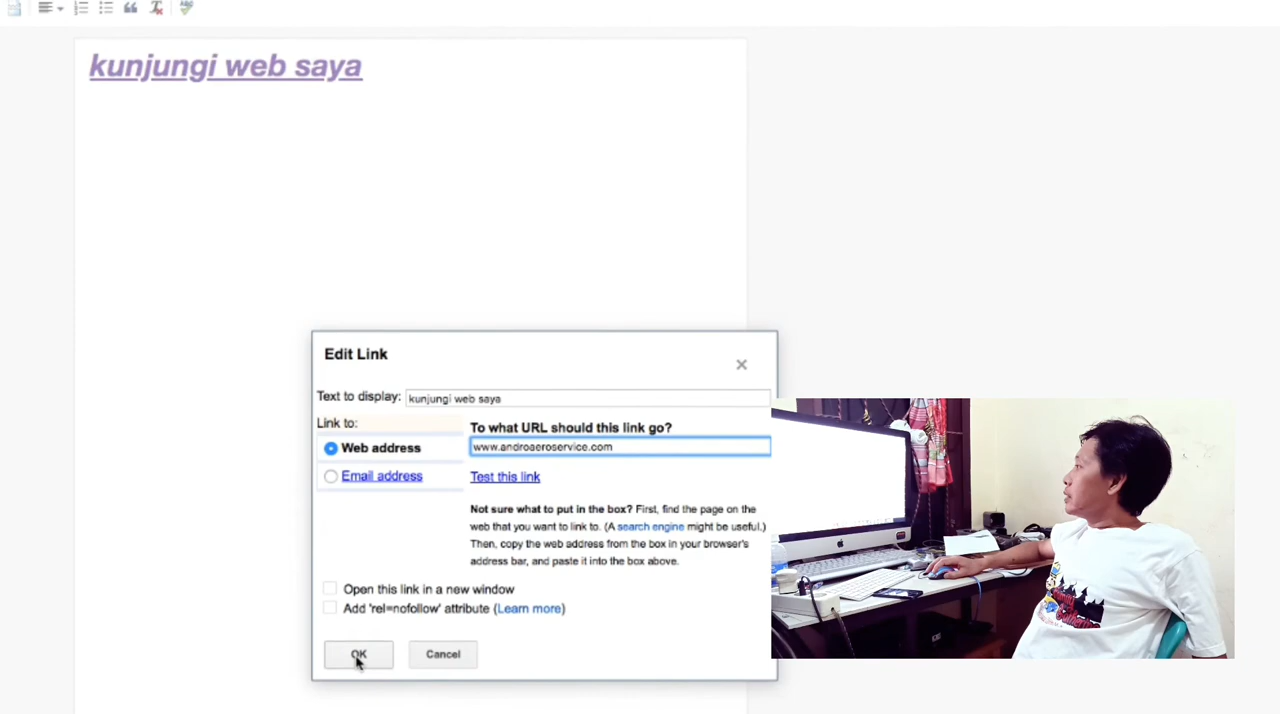 kunjungi web saya
Edit Link
Text to display: kunjungi web saya
Link to:
Web address
Email address
To what URL should this link go?
www.androaeroservice.com
Test this link
Not sure what to put in the box? First, find the page on the
web that you want to link to. (A search engine might be useful.)
Then, copy the web address from the box in your browser's
address bar, and paste it into the box above.
Open this link in a new window
Add 'rel=nofollow' attribute (Learn more)
OK
Cancel